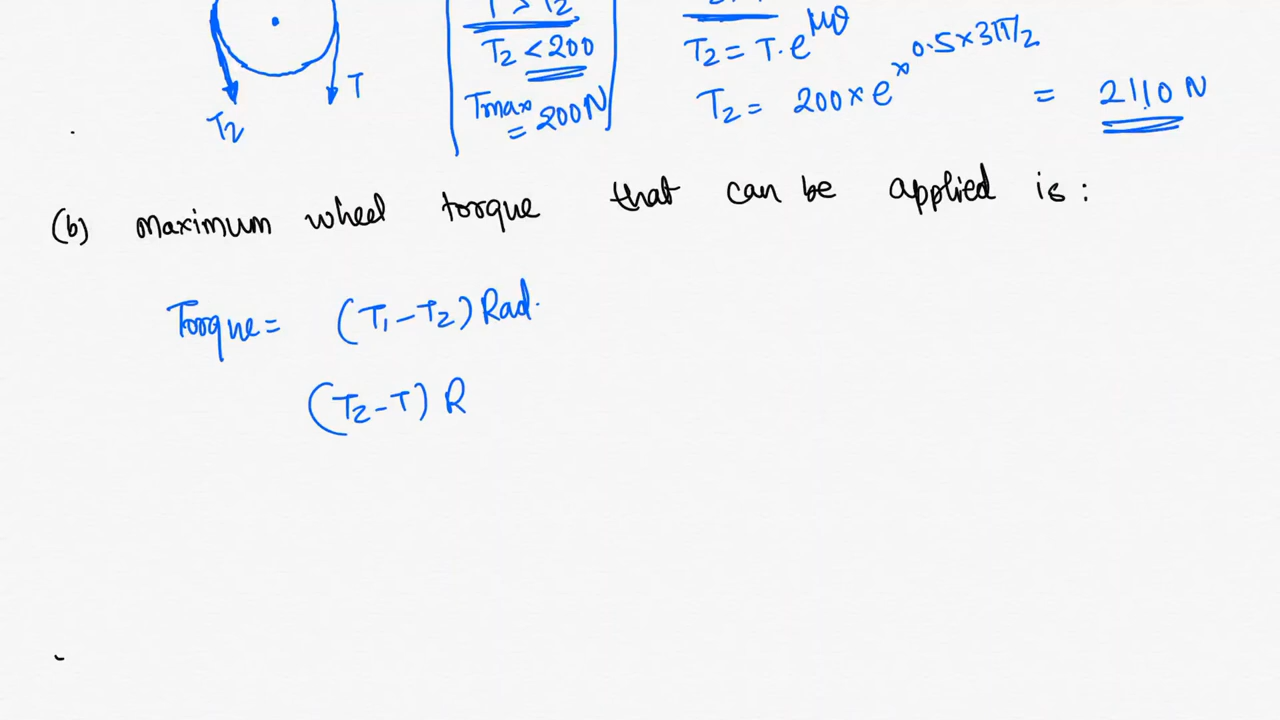 T₂ < 200
T₂ = T. e^μθ
Tmax = 200N
T
T₂
T₂ = 200 × e^0.5×3π/2 = 2110 N
(b) maximum wheel torque that can be applied is :
Torque = (T₁-T₂) Rad.
(T₂-T) R